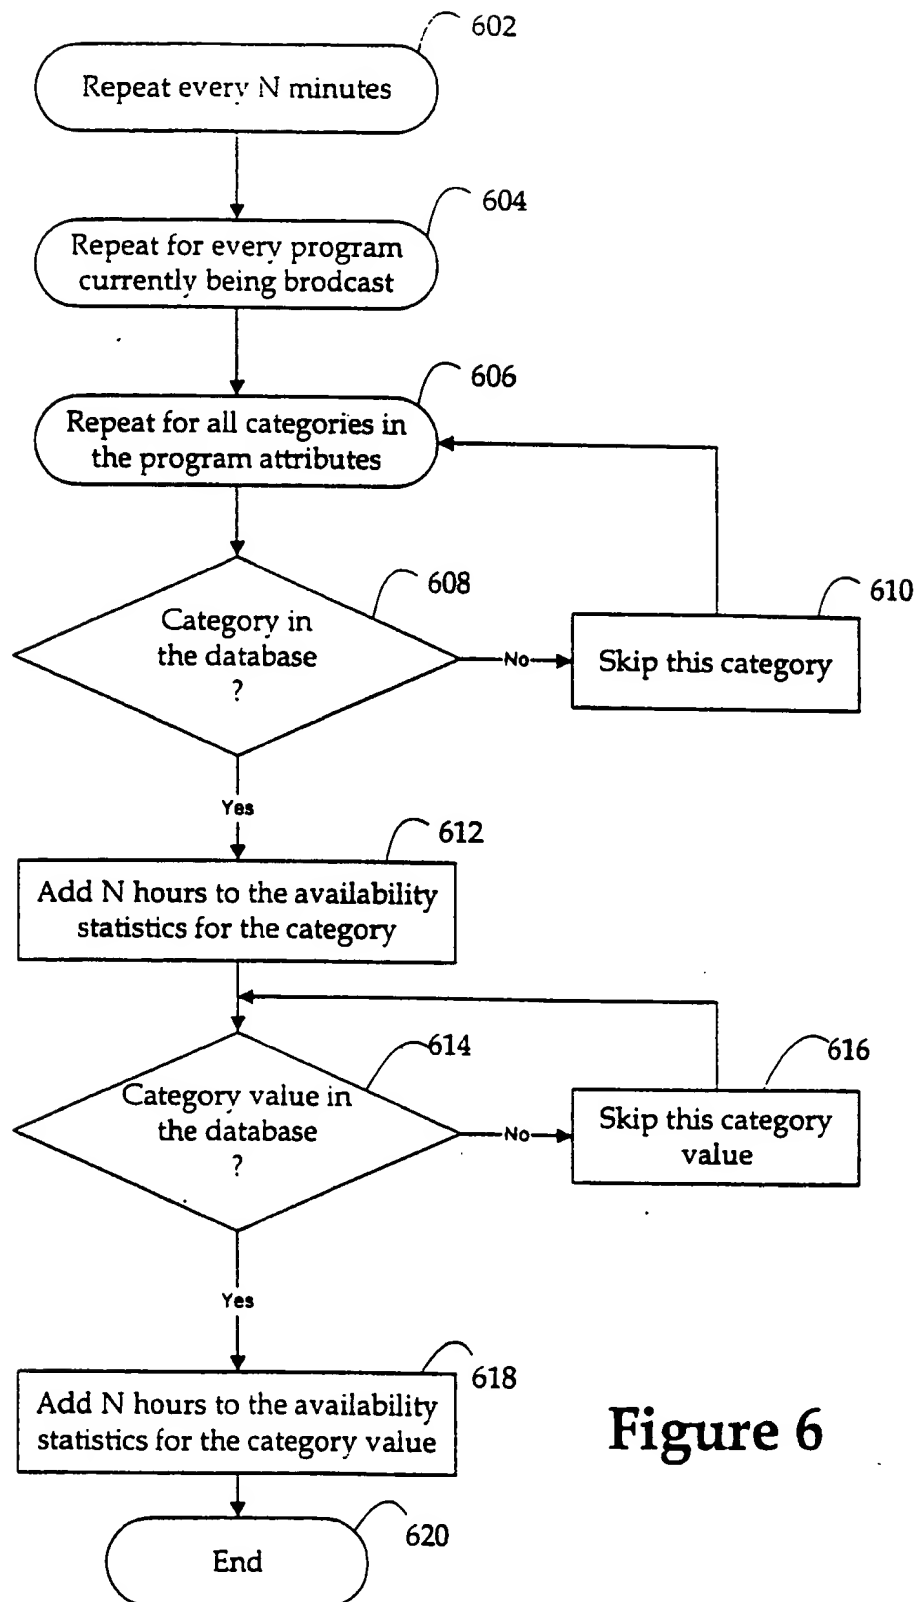 602
Repeat every N minutes
604
Repeat for every program
currently being brodcast
606
Repeat for all categories in
the program attributes
608
Category in
the database
?
No
610
Skip this category
Yes
612
Add N hours to the availability
statistics for the category
614
Category value in
the database
?
No
616
Skip this category
value
Yes
618
Add N hours to the availability
statistics for the category value
Figure 6
620
End